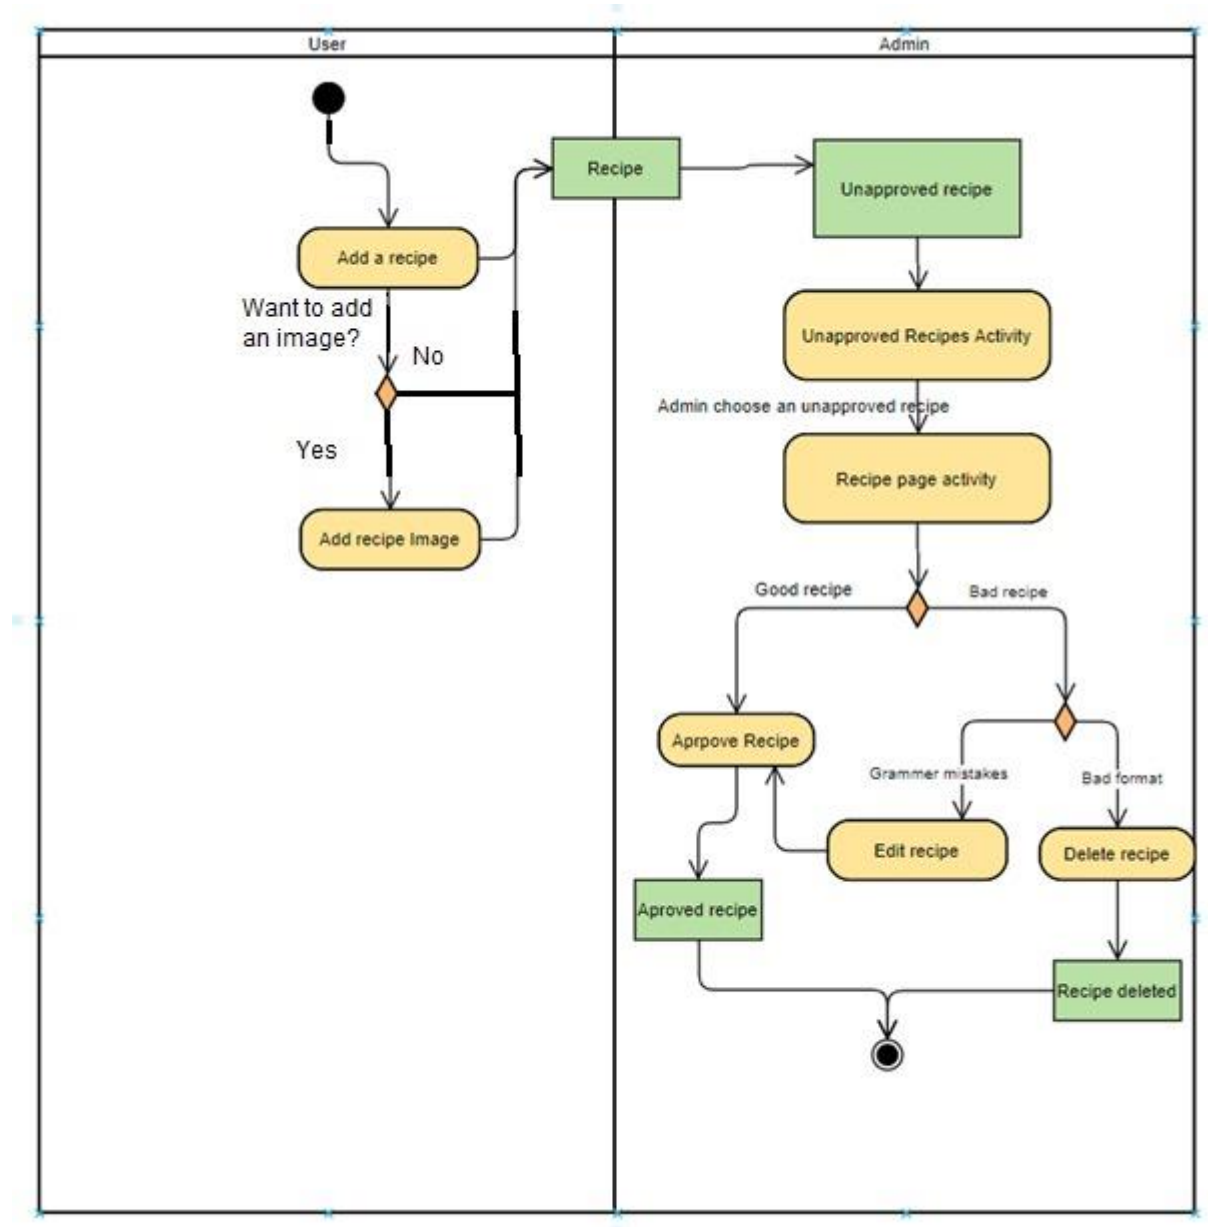 User
Admin
Recipe
Unapproved recipe
Add a recipe
Want to add
an image?
No
Yes
Add recipe Image
Unapproved Recipes Activity
Admin choose an unapproved recipe
Recipe page activity
Good recipe
Bad recipe
Aprpove Recipe
Grammer mistakes
Bad format
Edit recipe
Delete recipe
Aproved recipe
Recipe deleted